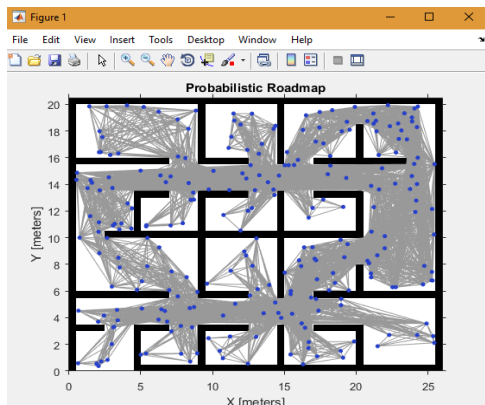 Figure 1
File Edit View Insert Tools Desktop Window Help
Probabilistic Roadmap
20
18
16
14
12
10
8
6
4
2
0
Y [meters]
0 5 10 15 20 25
X [meters]